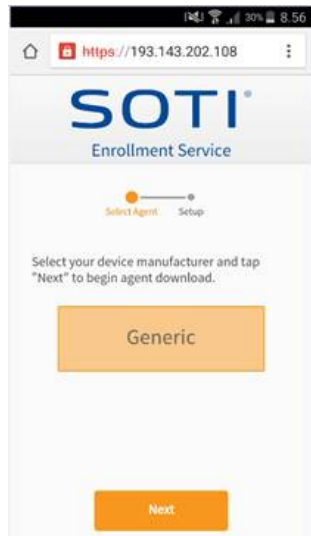 30% 8.56
https://193.143.202.108
SOTI
Enrollment Service
Select Agent Setup
Select your device manufacturer and tap
"Next" to begin agent download.
Generic
Next